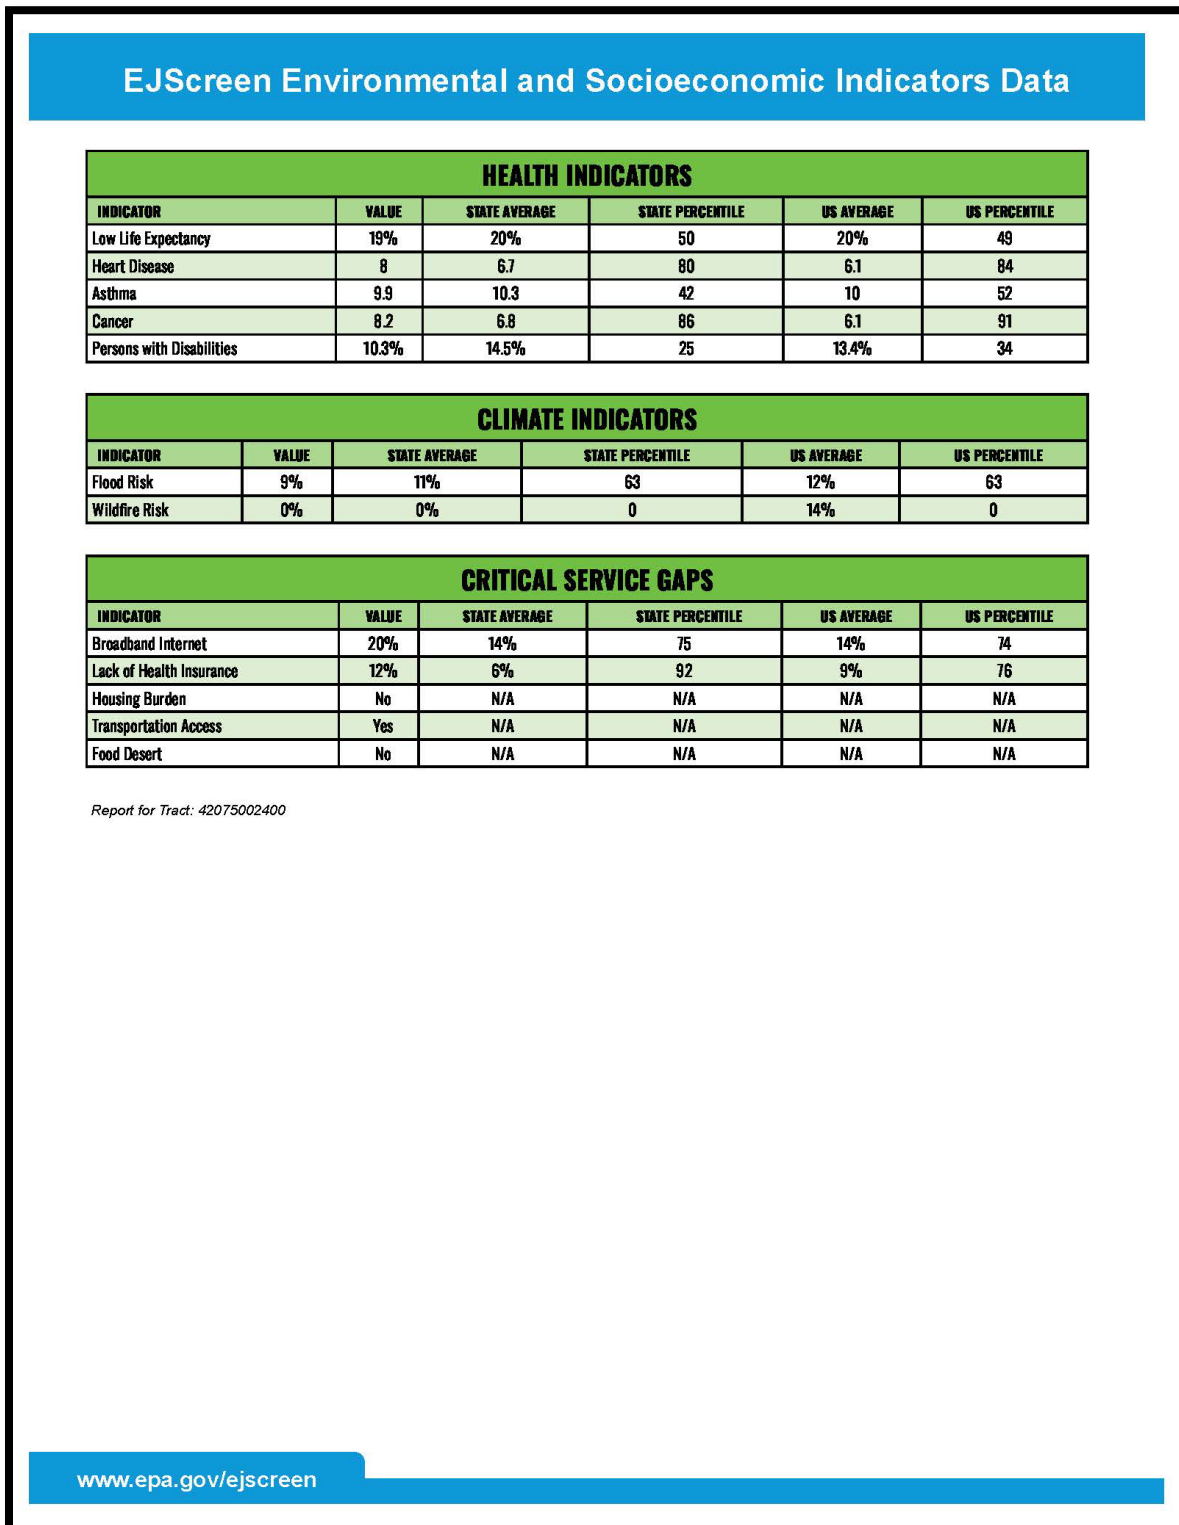 EJScreen Environmental and Socioeconomic Indicators Data
HEALTH INDICATORS
INDICATOR VALUE STATE AVERAGE STATE PERCENTILE US AVERAGE US PERCENTILE
Low Life Expectancy 19% 20% 50 20% 49
Heart Disease 8 6.7 80 6.1 84
Asthma 9.9 10.3 42 10 52
Cancer 8.2 6.8 86 6.1 91
Persons with Disabilities 10.3% 14.5% 25 13.4% 34
CLIMATE INDICATORS
INDICATOR VALUE STATE AVERAGE STATE PERCENTILE US AVERAGE US PERCENTILE
Flood Risk 9% 11% 63 12% 63
Wildfire Risk 0% 0% 0 14% 0
CRITICAL SERVICE GAPS
INDICATOR VALUE STATE AVERAGE STATE PERCENTILE US AVERAGE US PERCENTILE
Broadband Internet 20% 14% 75 14% 74
Lack of Health Insurance 12% 6% 92 9% 76
Housing Burden No N/A N/A N/A N/A
Transportation Access Yes N/A N/A N/A N/A
Food Desert No N/A N/A N/A N/A
Report for Tract: 42075002400
www.epa.gov/ejscreen